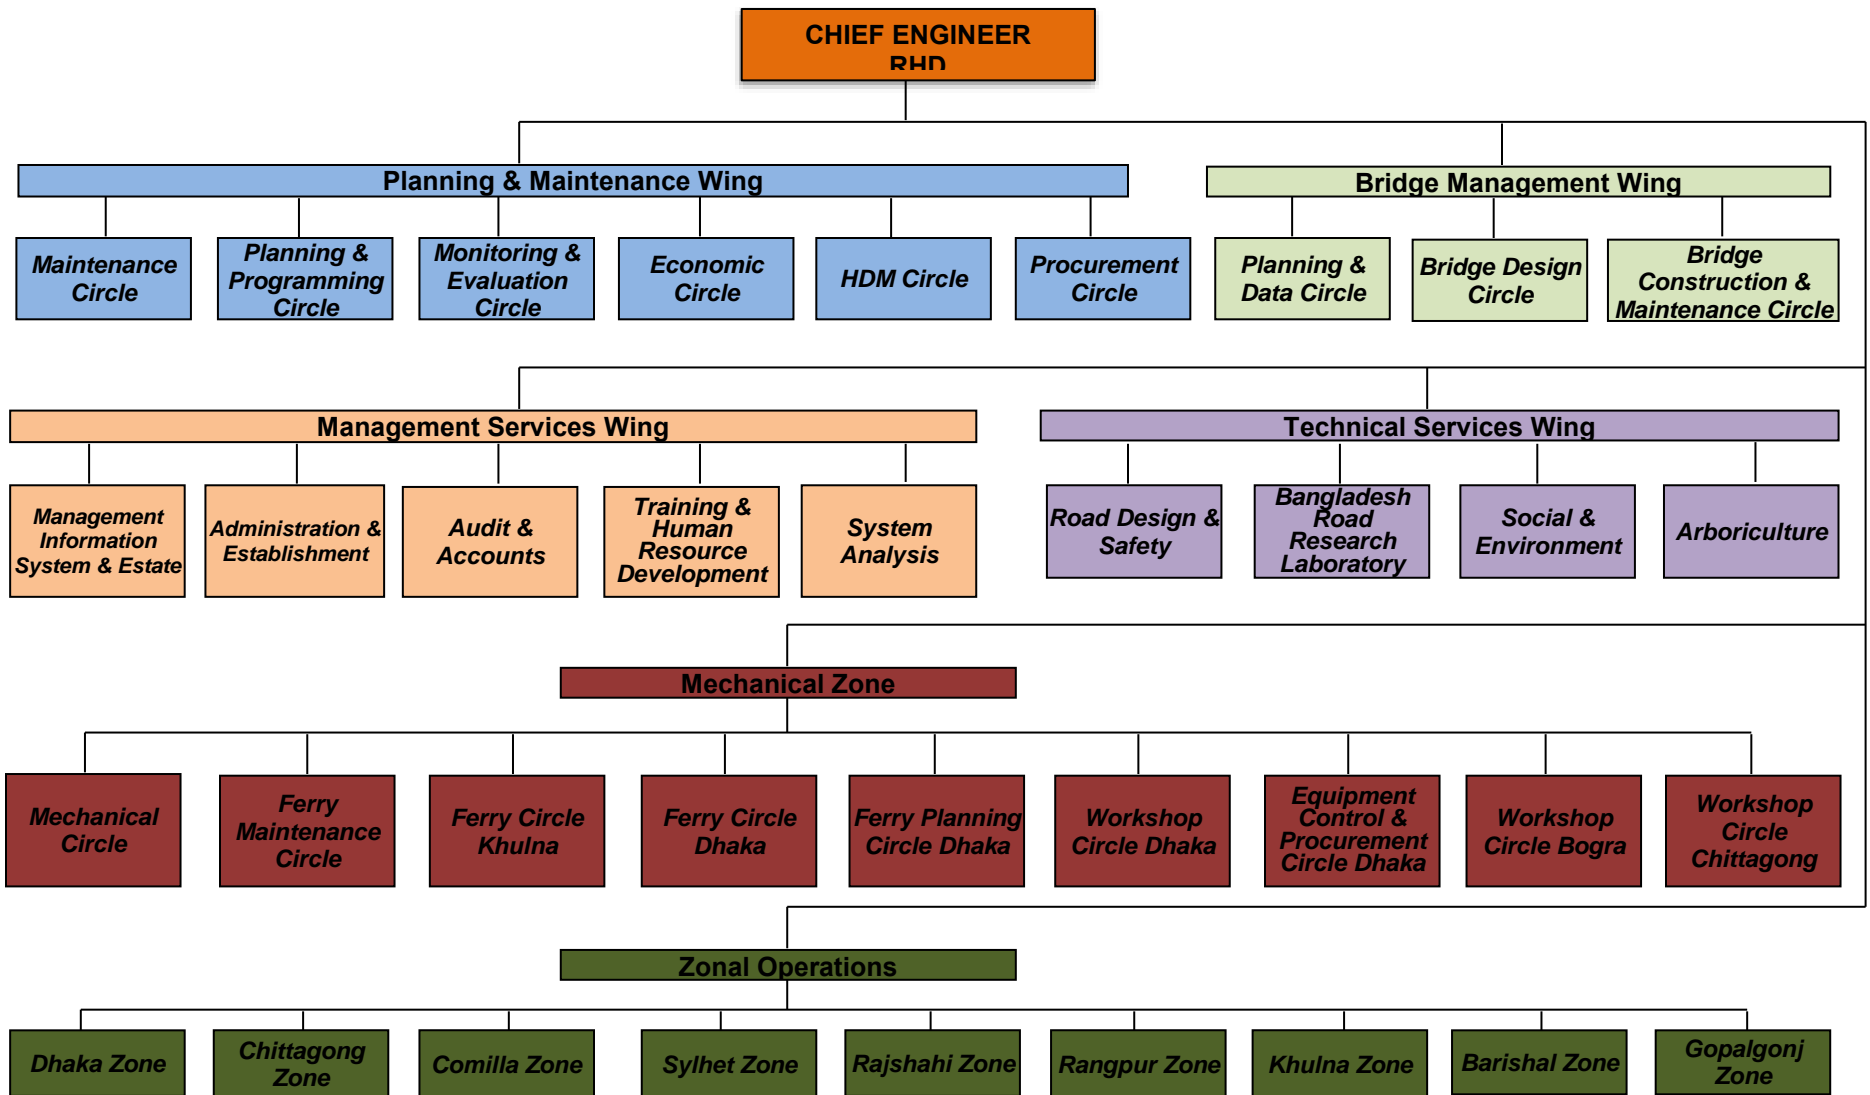 CHIEF ENGINEER
RHD
Planning & Maintenance Wing
Bridge Management Wing
Maintenance
Circle
Planning &
Programming
Circle
Monitoring &
Evaluation
Circle
Economic
Circle
HDM Circle
Procurement
Circle
Planning &
Data Circle
Bridge Design
Circle
Bridge
Construction &
Maintenance Circle
Management Services Wing
Technical Services Wing
Management
Information
System & Estate
Administration &
Establishment
Audit &
Accounts
Training &
Human
Resource
Development
System
Analysis
Road Design &
Safety
Bangladesh
Road
Research
Laboratory
Social &
Environment
Arboriculture
Mechanical Zone
Mechanical
Circle
Ferry
Maintenance
Circle
Ferry Circle
Khulna
Ferry Circle
Dhaka
Ferry Planning
Circle Dhaka
Workshop
Circle Dhaka
Equipment
Control &
Procurement
Circle Dhaka
Workshop
Circle Bogra
Workshop
Circle
Chittagong
Zonal Operations
Dhaka Zone
Chittagong
Zone
Comilla Zone
Sylhet Zone
Rajshahi Zone
Rangpur Zone
Khulna Zone
Barishal Zone
Gopalgonj
Zone